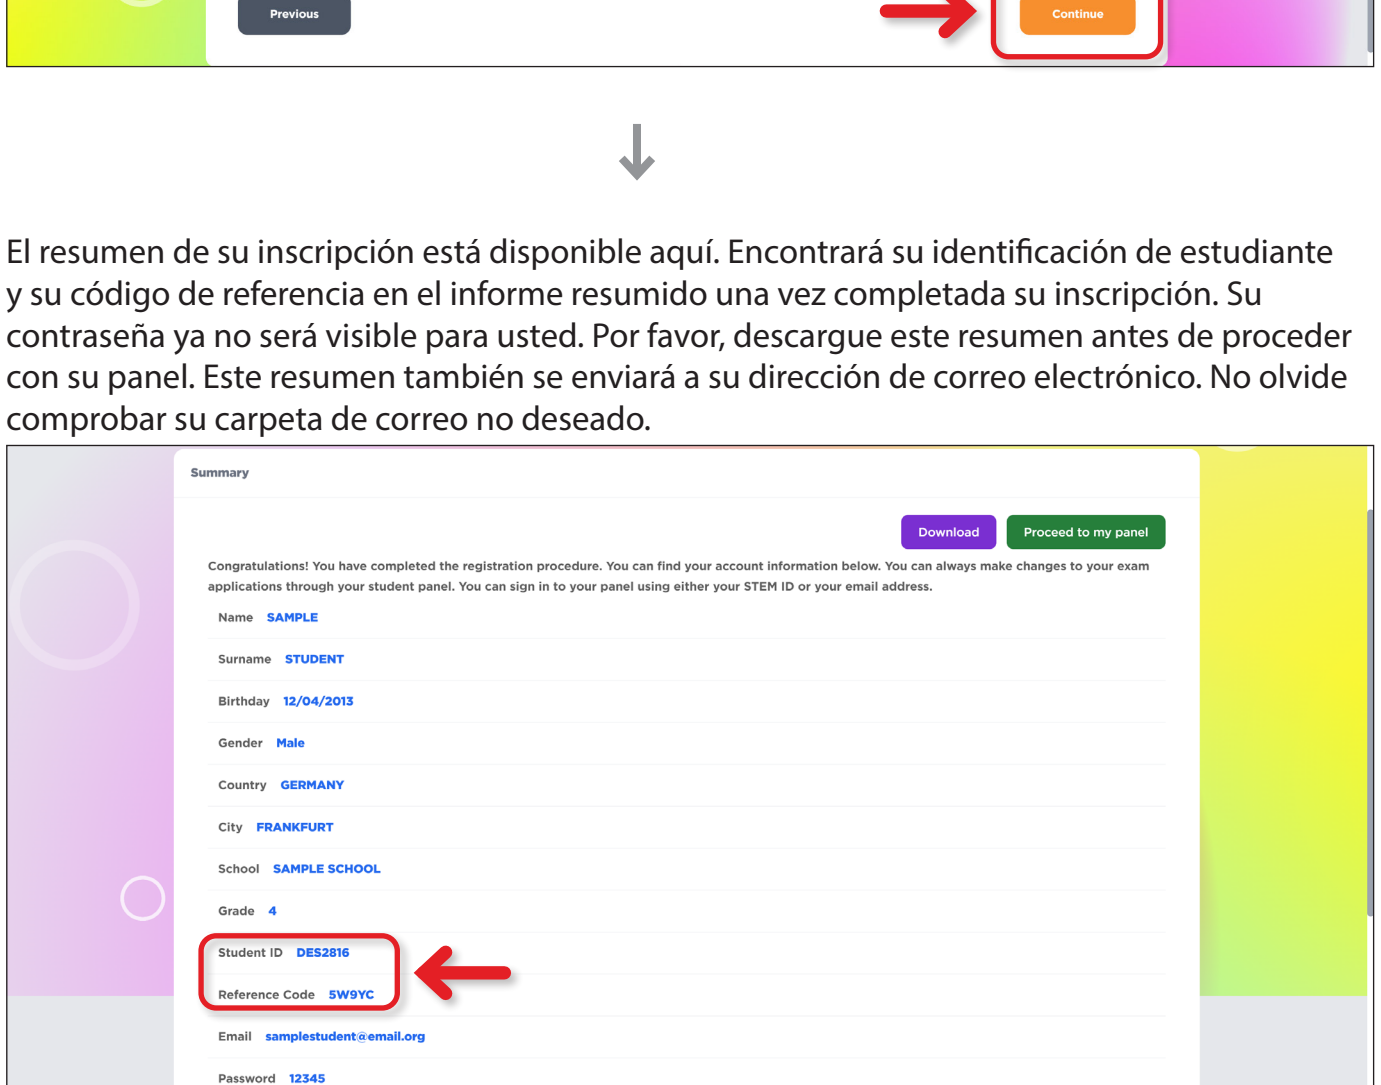 Previous
Continue
El resumen de su inscripción está disponible aquí. Encontrará su identificación de estudiante
y su código de referencia en el informe resumido una vez completada su inscripción. Su
contraseña ya no será visible para usted. Por favor, descargue este resumen antes de proceder
con su panel. Este resumen también se enviará a su dirección de correo electrónico. No olvide
comprobar su carpeta de correo no deseado.
Summary
Download
Proceed to my panel
Congratulations! You have completed the registration procedure. You can find your account information below. You can always make changes to your exam
applications through your student panel. You can sign in to your panel using either your STEM ID or your email address.
Name SAMPLE
Surname STUDENT
Birthday 12/04/2013
Gender Male
Country GERMANY
City FRANKFURT
School SAMPLE SCHOOL
Grade 4
Student ID DES2816
Reference Code 5W9YC
Email samplestudent@email.org
Password 12345